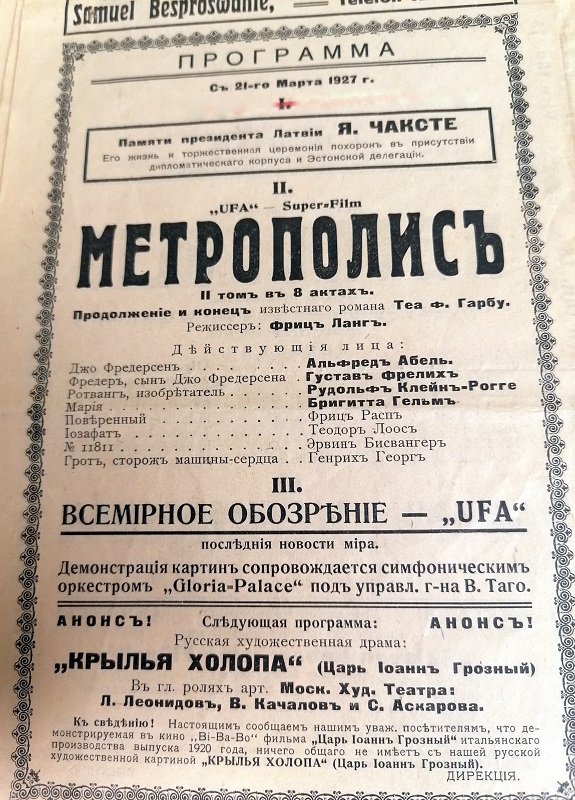 Samuel Besproswanie,
ПРОГРАММА
Съ 21-го Марта 1927 г.
I.
Памяти президента Латвіи Я. ЧАКСТЕ
Его жизнь и торжественная церемонія похоронъ въ присутствіи
дипломатическаго корпуса и Эстонской делегаціи.
II.
„UFA“ — Super-Film
МЕТРОПОЛИСЪ
II томъ въ 8 актахъ.
Продолженіе и конецъ извѣстнаго романа Теа Ф. Гарбу.
Режиссеръ: Фрицъ Лангъ.
Дѣйствующія лица:
Джо Фредерсенъ . . . . . . . . . Альфредъ Абель.
Фредеръ, сынъ Джо Фредерсена . Густавъ Фрелихъ
Ротвангъ, изобрѣтатель . . . . . . Рудольфъ Клейнъ-Рогге
Марія . . . . . . . . . . . . . . Бригитта Гельмъ
Повѣренный . . . . . . . . . . . Фрицъ Распъ
Іозафатъ . . . . . . . . . . . . Теодоръ Лоосъ
№ 11811 . . . . . . . . . . . . . Эрвинъ Бисвангеръ
Гротъ, сторожъ машины-сердца . . Генрихъ Георгъ
III.
ВСЕМІРНОЕ ОБОЗРѢНІЕ — „UFA“
послѣднія новости міра.
Демонстрація картинъ сопровождается симфоническимъ
оркестромъ „Gloria-Palace“ подъ управл. г-на В. Таго.
АНОНСЪ! Слѣдующая программа: АНОНСЪ!
Русская художественная драма:
„КРЫЛЬЯ ХОЛОПА“ (Царь Іоаннъ Грозный)
Въ гл. роляхъ арт. Моск. Худ. Театра:
Л. Леонидовъ, В. Качаловъ и С. Аскарова.
Къ свѣдѣнію! Настоящимъ сообщаемъ нашимъ уваж. посѣтителямъ, что де-
монстрируемая въ кино „Bi-Ba-Bo“ фильма „Царь Іоаннъ Грозный“ итальянскаго
производства выпуска 1920 года, ничего общаго не имѣетъ съ нашей русской
художественной картиной „КРЫЛЬЯ ХОЛОПА“ (Царь Іоаннъ Грозный).
ДИРЕКЦІЯ.